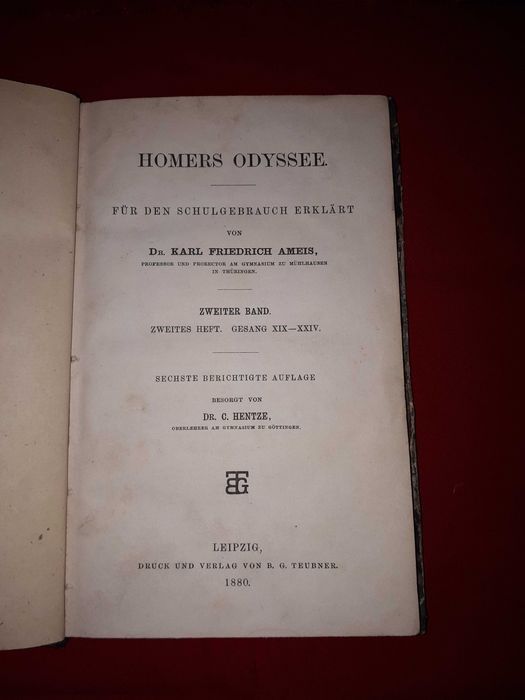 HOMERS ODYSSEE.
FÜR DEN SCHULGEBRAUCH ERKLÄRT
VON
DR. KARL FRIEDRICH AMEIS,
PROFESSOR UND PROREKTOR AM GYMNASIUM ZU MÜHLHAUSEN
IN THÜRINGEN.
ZWEITER BAND.
ZWEITES HEFT. GESANG XIX—XXIV.
SECHSTE BERICHTIGTE AUFLAGE
BESORGT VON
DR. C. HENTZE,
OBERLEHRER AM GYMNASIUM ZU GÖTTINGEN.
BTG
LEIPZIG,
DRUCK UND VERLAG VON B. G. TEUBNER.
1880.